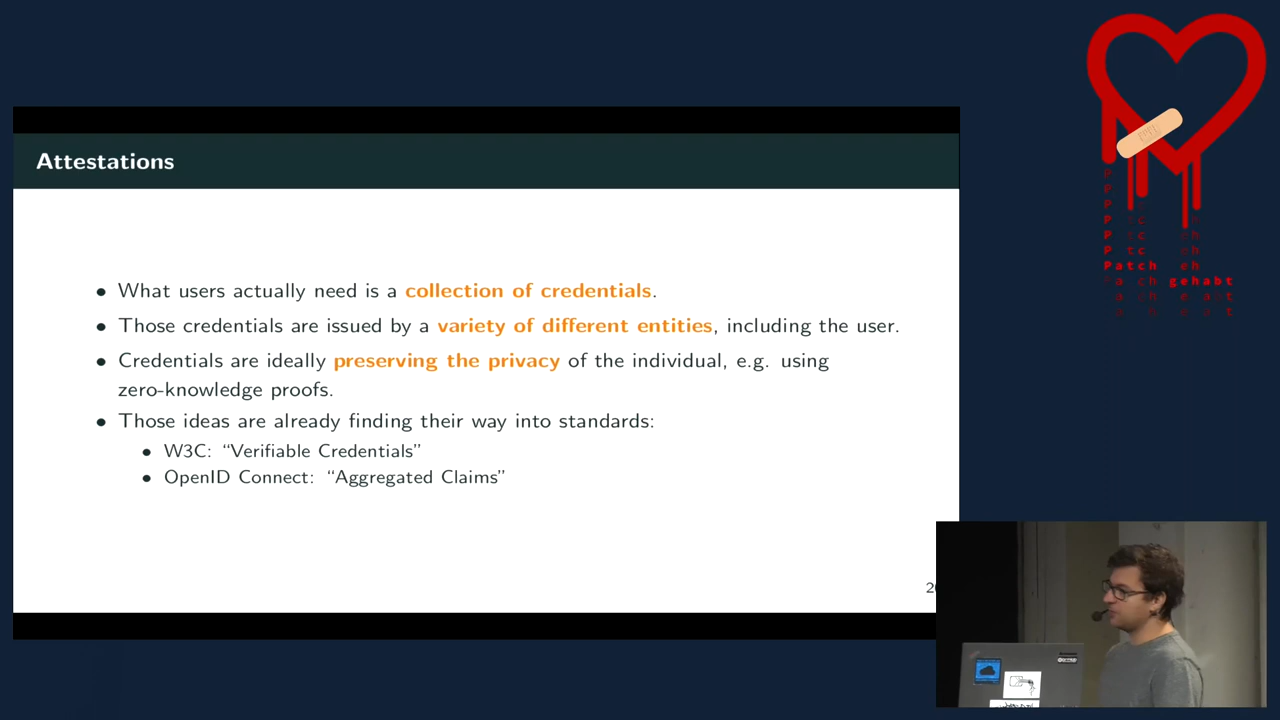 Attestations
• What users actually need is a collection of credentials.
• Those credentials are issued by a variety of different entities, including the user.
• Credentials are ideally preserving the privacy of the individual, e.g. using
zero-knowledge proofs.
• Those ideas are already finding their way into standards:
• W3C: “Verifiable Credentials”
• OpenID Connect: “Aggregated Claims”
Patch
gehabt